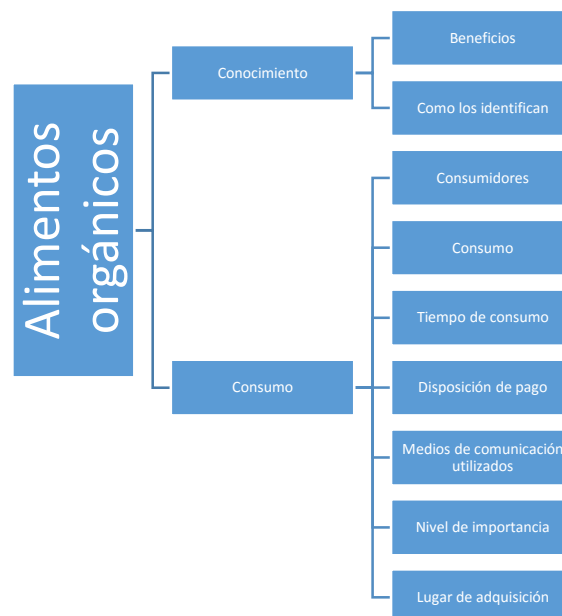 Alimentos
orgánicos
Conocimiento
Beneficios
Como los identifican
Consumo
Consumidores
Consumo
Tiempo de consumo
Disposición de pago
Medios de comunicación
utilizados
Nivel de importancia
Lugar de adquisición